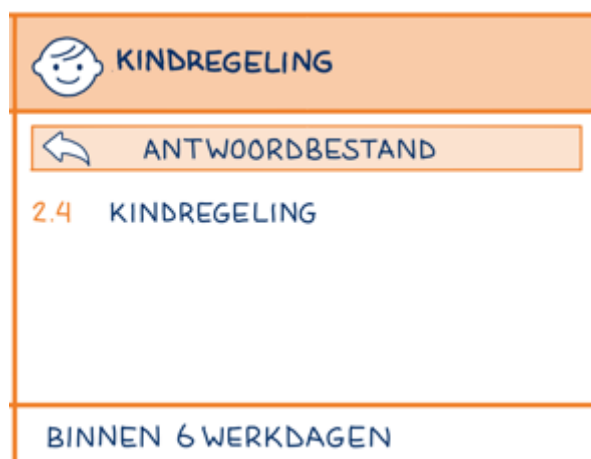 KINDREGELING
ANTWOORDBESTAND
2.4 KINDREGELING
BINNEN 6 WERKDAGEN